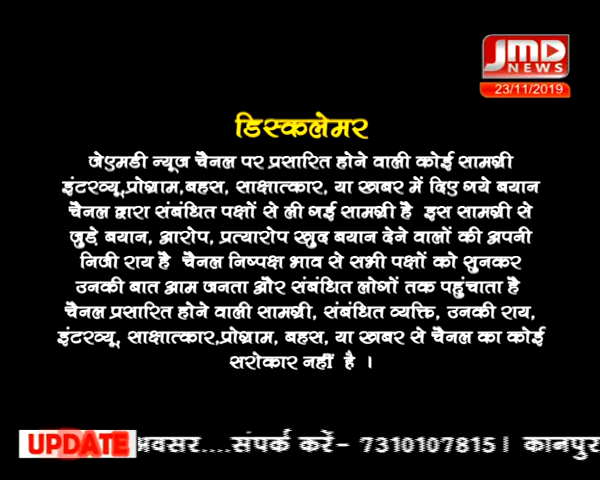 JMD
NEWS
23/11/2019
डिस्कलेमर
जेएमडी न्यूज चैनल पर प्रसारित होने वाली कोई सामग्री
इंटरव्यू,प्रोग्राम,बहस, साक्षात्कार, या खबर में दिए गये बयान
चैनल द्वारा संबंधित पक्षों से ली गई सामग्री है इस सामग्री से
जुड़े बयान, आरोप, प्रत्यारोप खुद बयान देने वालों की अपनी
निजी राय है चैनल निष्पक्ष भाव से सभी पक्षों को सुनकर
उनकी बात आम जनता और संबंधित लोगों तक पहुंचाता है
चैनल प्रसारित होने वाली सामग्री, संबंधित व्यक्ति, उनकी राय,
इंटरव्यू, साक्षात्कार,प्रोग्राम, बहस, या खबर से चैनल का कोई
सरोकार नहीं है ।
UPDATE अवसर....संपर्क करें- 7310107815। कानपुर